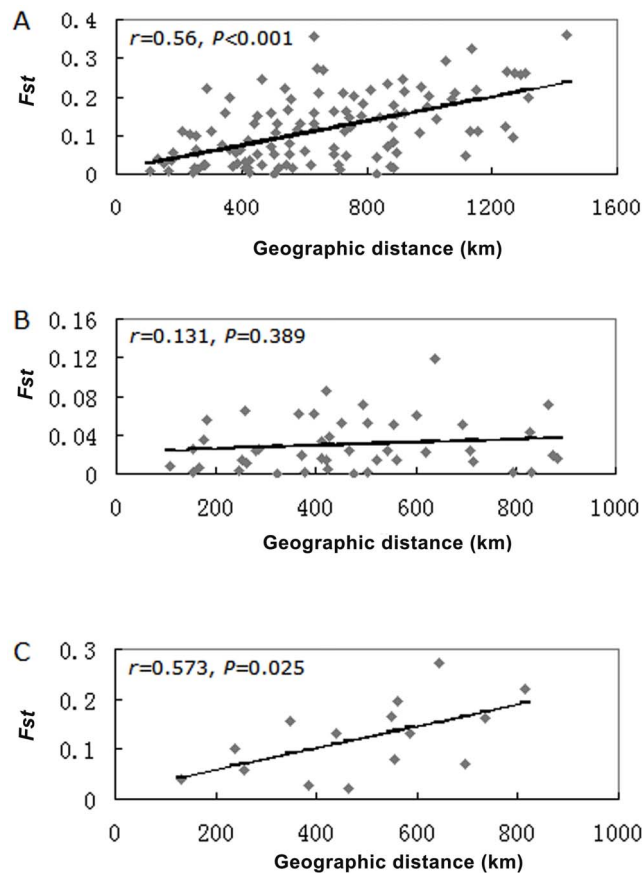 A
r=0.56, P<0.001
Fst
0.4
0.3
0.2
0.1
0
0 400 800 1200 1600
Geographic distance (km)
B
r=0.131, P=0.389
Fst
0.16
0.12
0.08
0.04
0
0 200 400 600 800 1000
Geographic distance (km)
C
r=0.573, P=0.025
Fst
0.3
0.2
0.1
0
0 200 400 600 800 1000
Geographic distance (km)